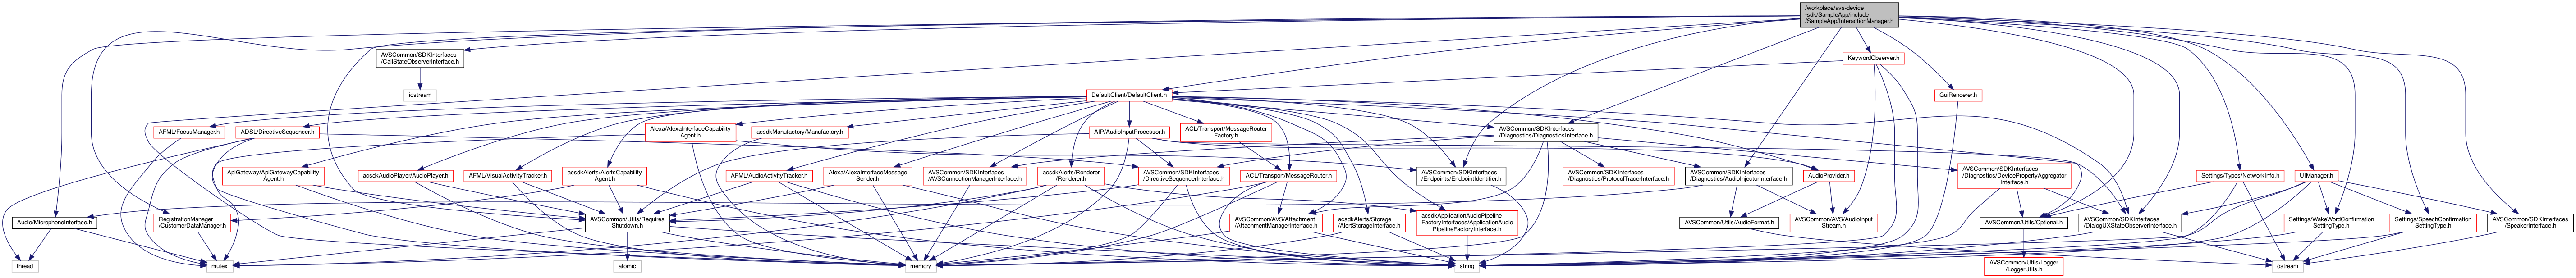 /workplace/avs-device
-sdk/SampleApp/include
/SampleApp/InteractionManager.h
AVSCommon/SDKInterfaces
/CallStateObserverInterface.h
KeywordObserver.h
iostream
DefaultClient/DefaultClient.h
GuiRenderer.h
AFML/FocusManager.h
ADSL/DirectiveSequencer.h
Alexa/AlexaInterfaceCapability
Agent.h
acsdkManufactory/Manufactory.h
AIP/AudioInputProcessor.h
ACL/Transport/MessageRouter
Factory.h
AVSCommon/SDKInterfaces
/Diagnostics/DiagnosticsInterface.h
ApiGateway/ApiGatewayCapability
Agent.h
acsdkAudioPlayer/AudioPlayer.h
AFML/VisualActivityTracker.h
acsdkAlerts/AlertsCapability
Agent.h
AFML/AudioActivityTracker.h
Alexa/AlexaInterfaceMessage
Sender.h
AVSCommon/SDKInterfaces
/AVSConnectionManagerInterface.h
acsdkAlerts/Renderer
/Renderer.h
AVSCommon/SDKInterfaces
/DirectiveSequencerInterface.h
ACL/Transport/MessageRouter.h
AVSCommon/SDKInterfaces
/Endpoints/EndpointIdentifier.h
AVSCommon/SDKInterfaces
/Diagnostics/ProtocolTracerInterface.h
AVSCommon/SDKInterfaces
/Diagnostics/AudioInjectorInterface.h
AudioProvider.h
AVSCommon/SDKInterfaces
/Diagnostics/DevicePropertyAggregator
Interface.h
Settings/Types/NetworkInfo.h
UIManager.h
Audio/MicrophoneInterface.h
RegistrationManager
/CustomerDataManager.h
AVSCommon/Utils/Requires
Shutdown.h
AVSCommon/AVS/Attachment
/AttachmentManagerInterface.h
acsdkAlerts/Storage
/AlertStorageInterface.h
acsdkApplicationAudioPipeline
FactoryInterfaces/ApplicationAudio
PipelineFactoryInterface.h
AVSCommon/Utils/AudioFormat.h
AVSCommon/AVS/AudioInput
Stream.h
AVSCommon/Utils/Optional.h
AVSCommon/SDKInterfaces
/DialogUXStateObserverInterface.h
Settings/WakeWordConfirmation
SettingType.h
Settings/SpeechConfirmation
SettingType.h
AVSCommon/SDKInterfaces
/SpeakerInterface.h
thread
mutex
atomic
memory
string
AVSCommon/Utils/Logger
/LoggerUtils.h
ostream